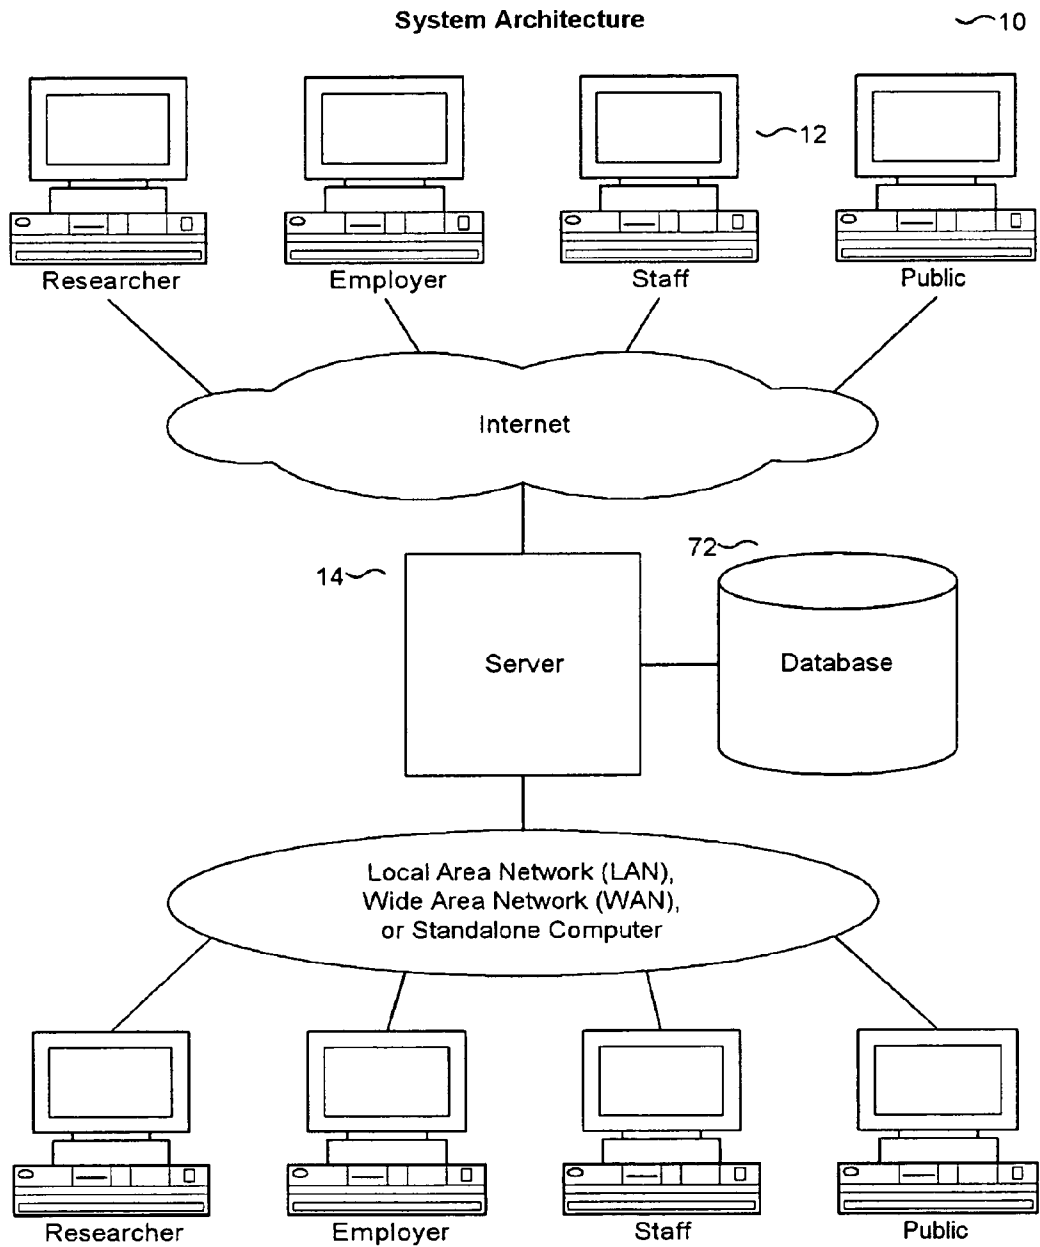 System Architecture
10
12
Researcher
Employer
Staff
Public
Internet
72
14
Server
Database
Local Area Network (LAN),
Wide Area Network (WAN),
or Standalone Computer
Researcher
Employer
Staff
Public